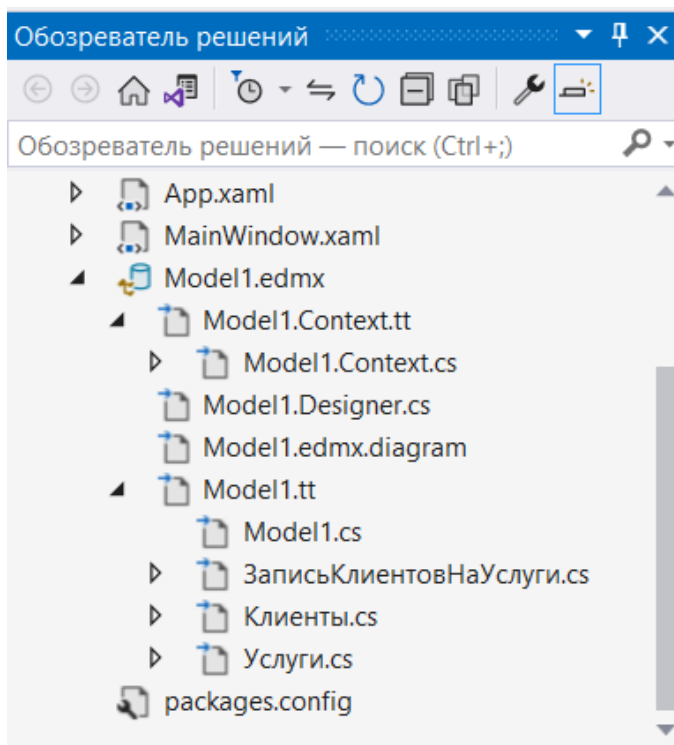 Обозреватель решений
Обозреватель решений — поиск (Ctrl+;)
App.xaml
MainWindow.xaml
Model1.edmx
Model1.Context.tt
Model1.Context.cs
Model1.Designer.cs
Model1.edmx.diagram
Model1.tt
Model1.cs
ЗаписьКлиентовНаУслуги.cs
Клиенты.cs
Услуги.cs
packages.config